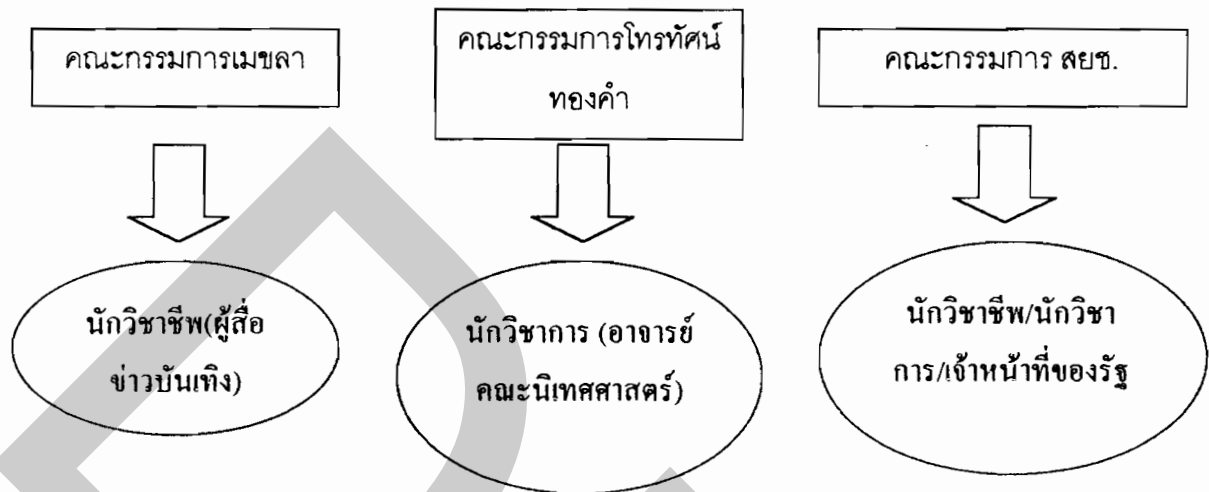 คณะกรรมการเมขลา
คณะกรรมการโทรทัศน์
ทองคำ
คณะกรรมการ สยช.
นักวิชาชีพ(ผู้สื่อ
ข่าวบันเทิง)
นักวิชาการ (อาจารย์
คณะนิเทศศาสตร์)
นักวิชาชีพ/นักวิชา
การ/เจ้าหน้าที่ของรัฐ